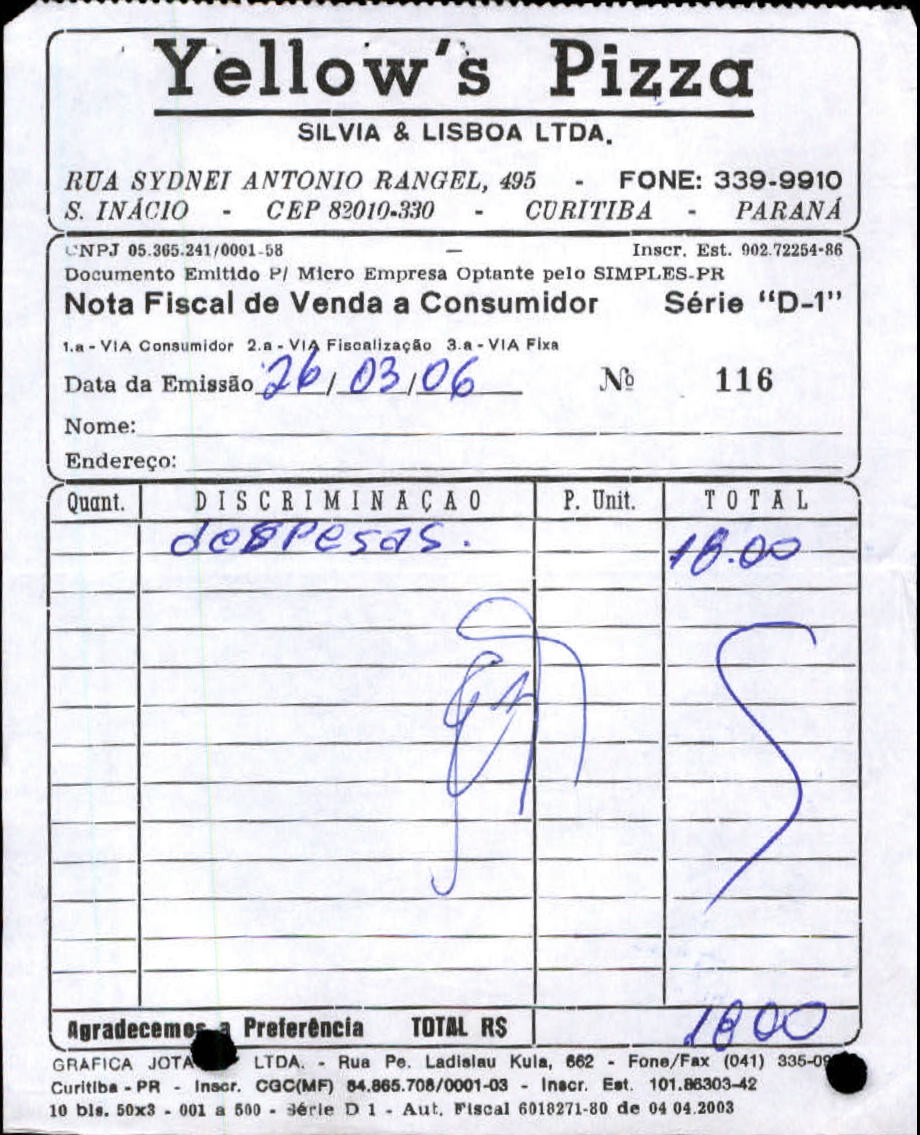 Yellow's Pizza
SILVIA & LISBOA LTDA.
RUA SYDNEI ANTONIO RANGEL, 495 - FONE: 339-9910
S. INÁCIO - CEP 82010-330 - CURITIBA - PARANÁ
CNPJ 05.365.241/0001-58 — Inscr. Est. 902.72254-86
Documento Emitido P/ Micro Empresa Optante pelo SIMPLES-PR
Nota Fiscal de Venda a Consumidor Série "D-1"
1.a - VIA Consumidor 2.a - VIA Fiscalização 3.a - VIA Fixa
Data da Emissão 26/03/06 Nº 116
Nome:
Endereço:
Quant. DISCRIMINAÇAO P. Unit. TOTAL
despesas. 18.00
Agradecemos a Preferência TOTAL R$ 18 00
GRAFICA JOTA LTDA. - Rua Pe. Ladislau Kula, 662 - Fone/Fax (041) 335-09
Curitiba - PR - Inscr. CGC(MF) 84.865.708/0001-03 - Inscr. Est. 101.86303-42
10 bls. 50x3 - 001 a 500 - Série D 1 - Aut. Fiscal 6018271-80 de 04 04.2003